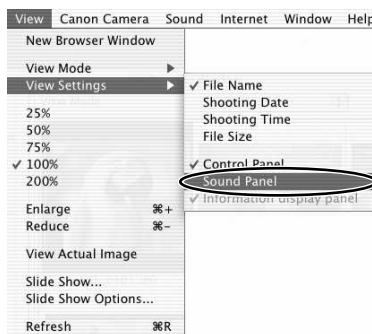 View Canon Camera Sound Internet Window Help
New Browser Window
View Mode
View Settings
25%
50%
75%
✓ 100%
200%
Enlarge ⌘+
Reduce ⌘-
View Actual Image
Slide Show...
Slide Show Options...
Refresh ⌘R
✓ File Name
Shooting Date
Shooting Time
File Size
✓ Control Panel
Sound Panel
✓ Information display panel